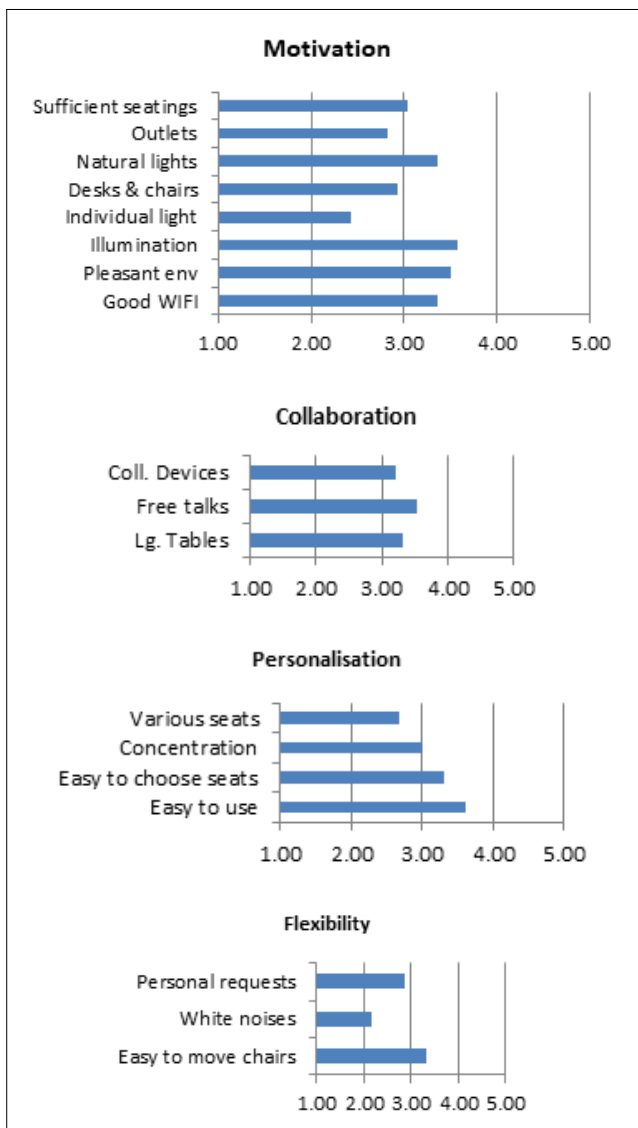 Motivation
Sufficient seatings
Outlets
Natural lights
Desks & chairs
Individual light
Illumination
Pleasant env
Good WIFI
1.00 2.00 3.00 4.00 5.00
Collaboration
Coll. Devices
Free talks
Lg. Tables
1.00 2.00 3.00 4.00 5.00
Personalisation
Various seats
Concentration
Easy to choose seats
Easy to use
1.00 2.00 3.00 4.00 5.00
Flexibility
Personal requests
White noises
Easy to move chairs
1.00 2.00 3.00 4.00 5.00